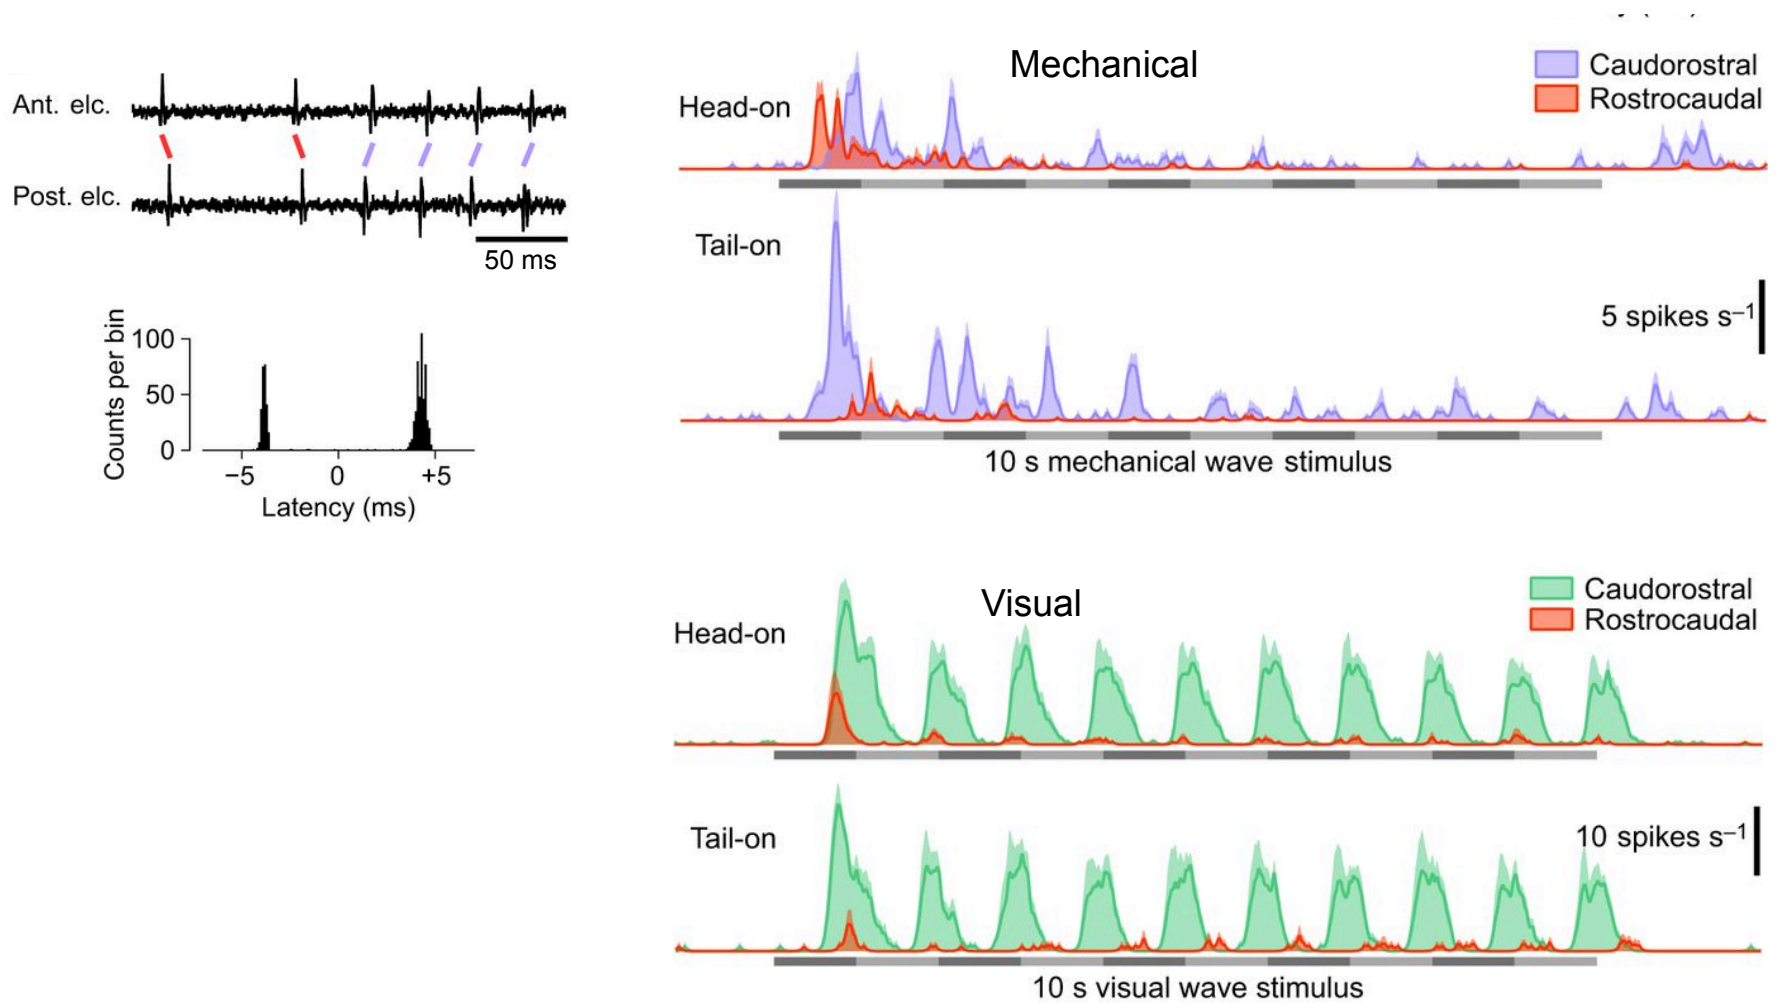 Ant. elc.
Post. elc.
50 ms
Counts per bin
100
50
0
−5
0
+5
Latency (ms)
Mechanical
Caudorostral
Rostrocaudal
Head-on
Tail-on
5 spikes s⁻¹
10 s mechanical wave stimulus
Visual
Caudorostral
Rostrocaudal
Head-on
Tail-on
10 spikes s⁻¹
10 s visual wave stimulus